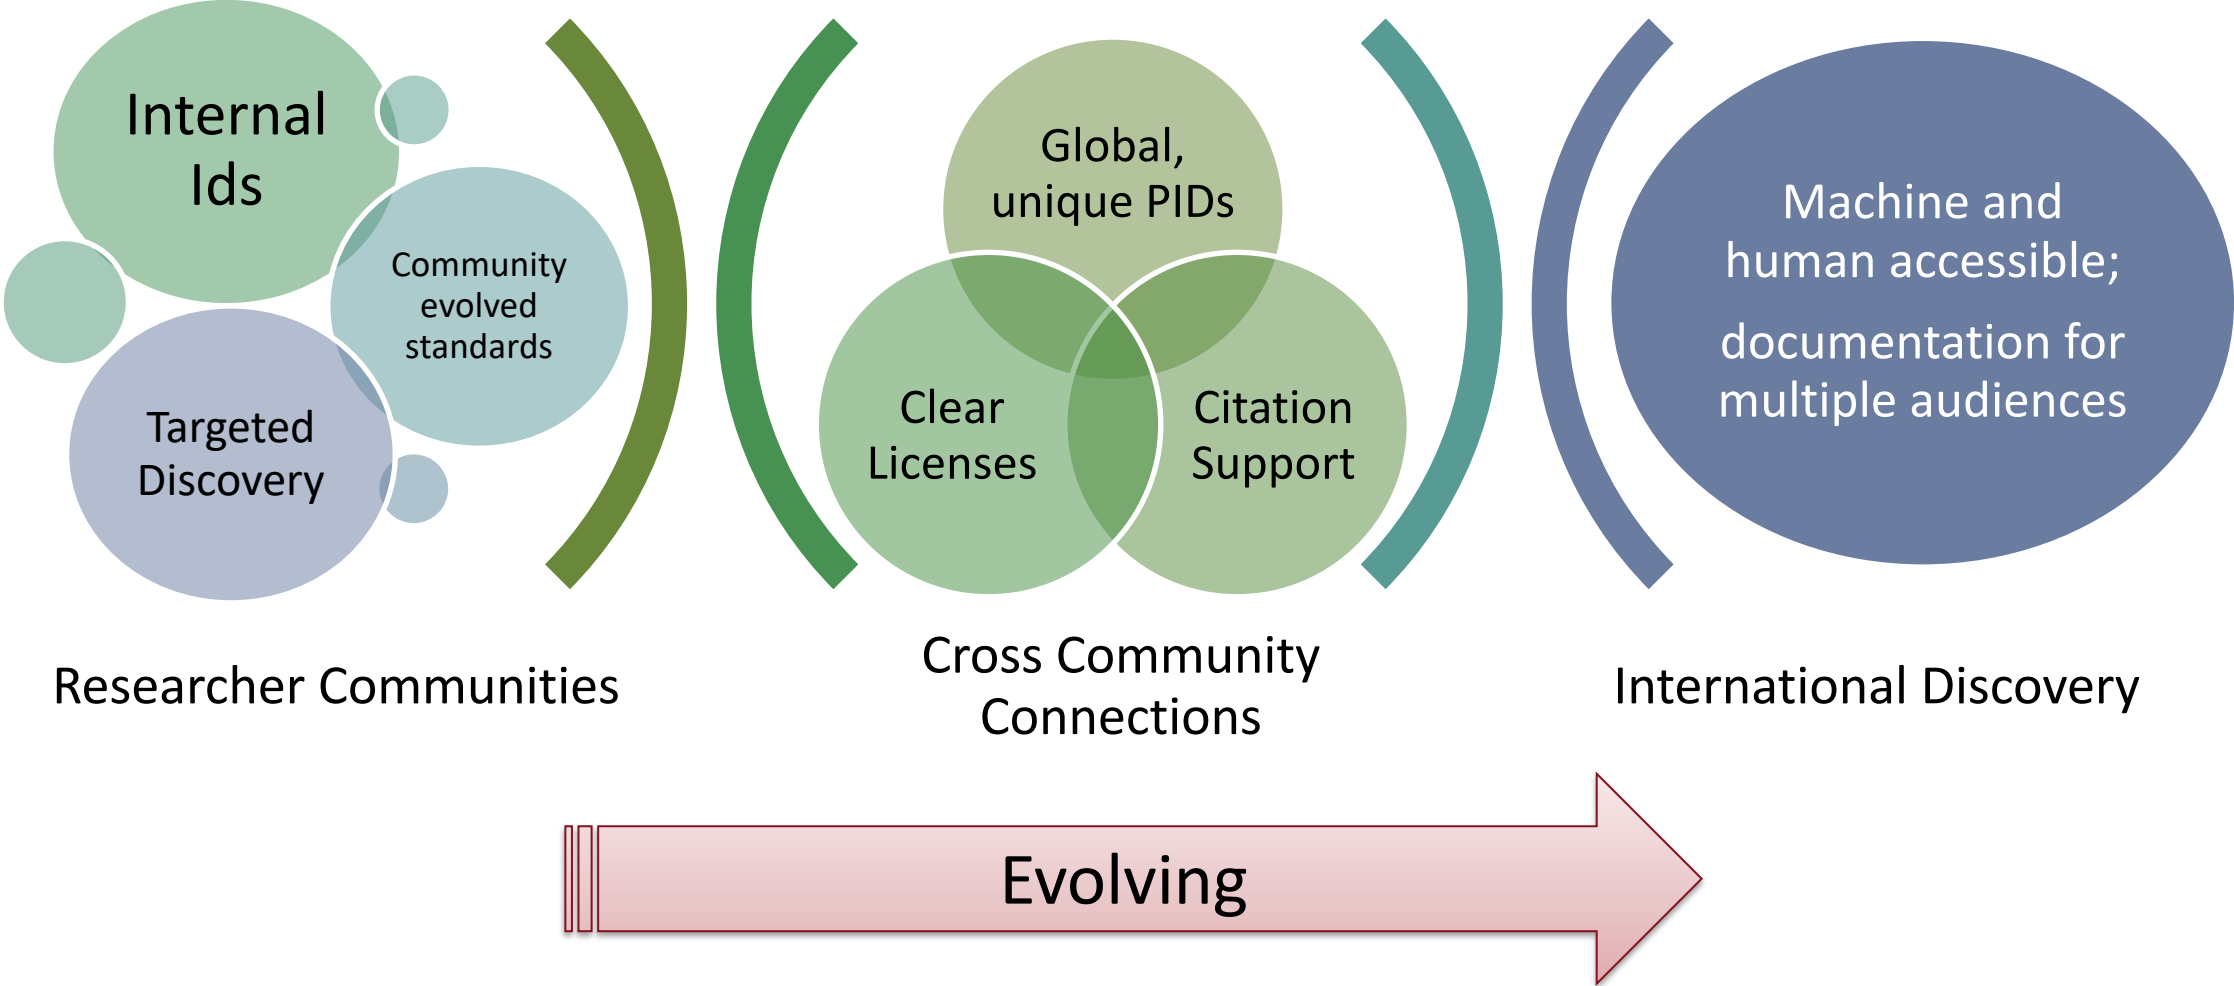 Internal
Ids
Community
evolved
standards
Targeted
Discovery
Researcher Communities
Global,
unique PIDs
Clear
Licenses
Citation
Support
Cross Community
Connections
Machine and
human accessible;
documentation for
multiple audiences
International Discovery
Evolving